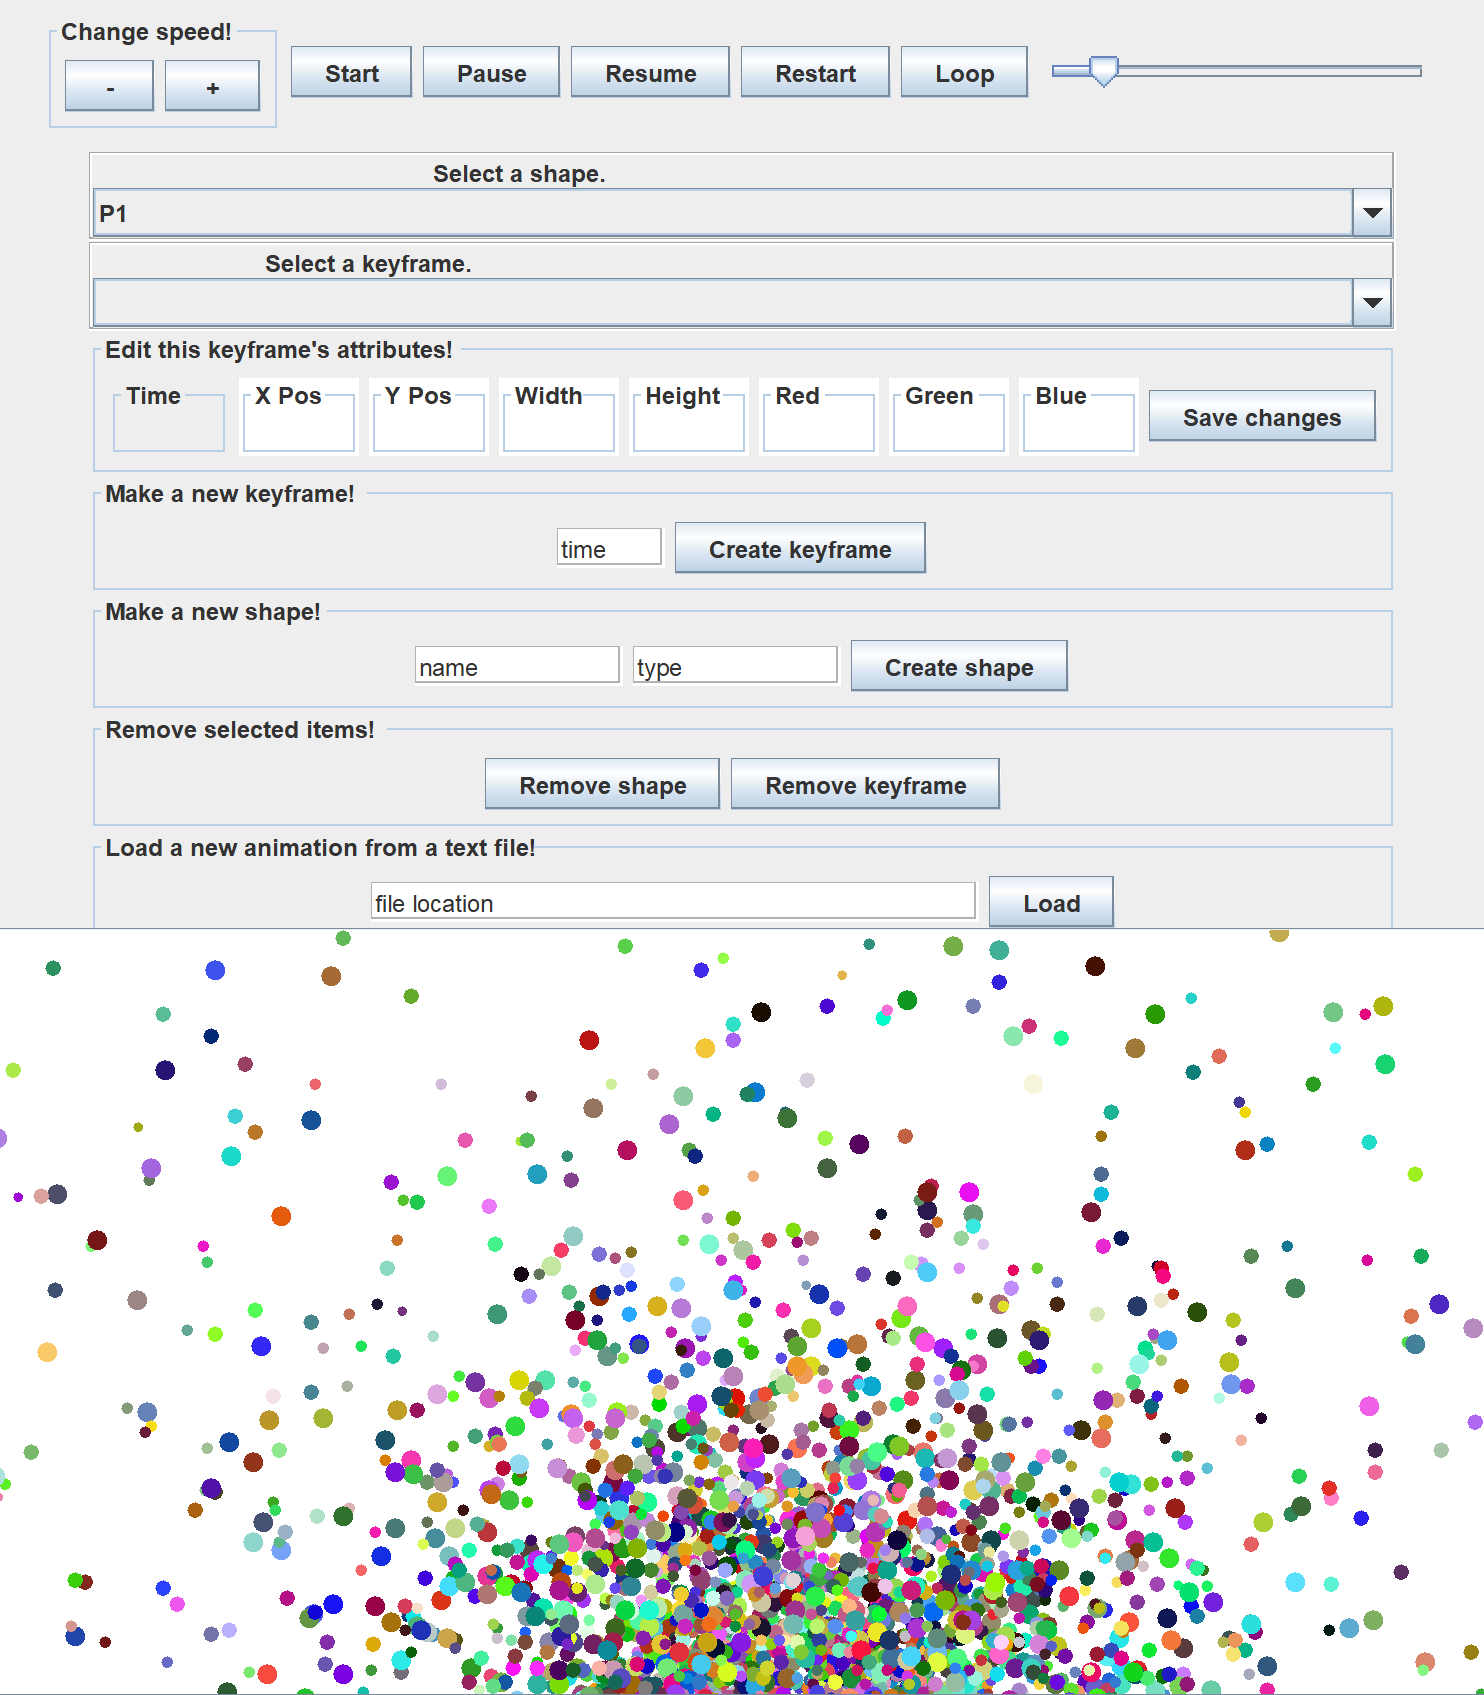 Change speed!
- + Start Pause Resume Restart Loop
Select a shape.
P1
Select a keyframe.
Edit this keyframe's attributes!
Time X Pos Y Pos Width Height Red Green Blue Save changes
Make a new keyframe!
time Create keyframe
Make a new shape!
name type Create shape
Remove selected items!
Remove shape Remove keyframe
Load a new animation from a text file!
file location Load